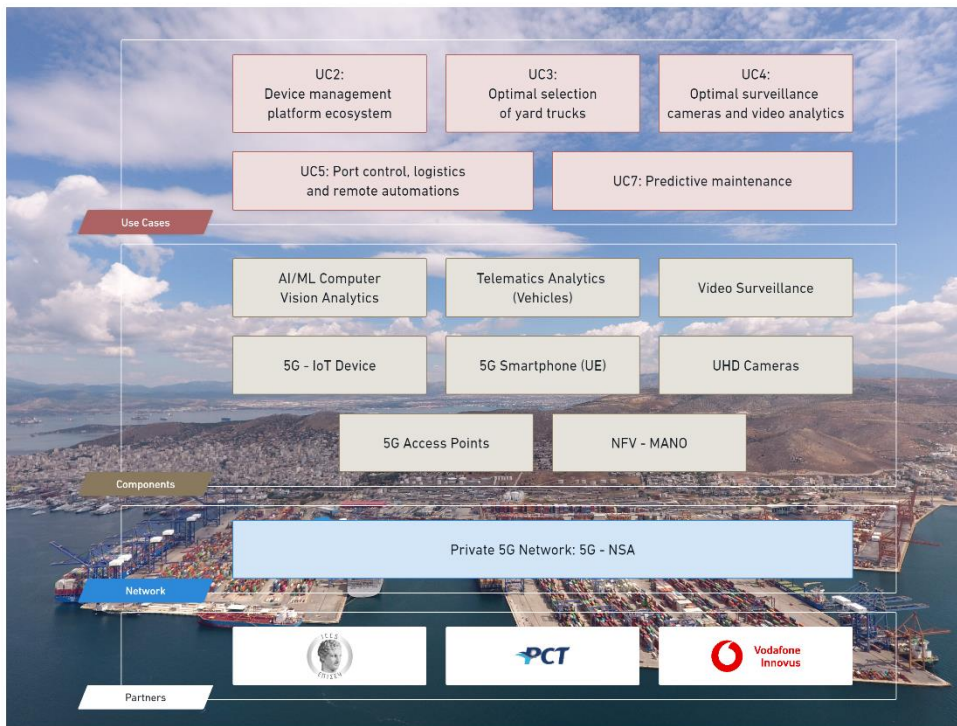 UC2:
Device management
platform ecosystem
UC3:
Optimal selection
of yard trucks
UC4:
Optimal surveillance
cameras and video analytics
UC5: Port control, logistics
and remote automations
UC7: Predictive maintenance
Use Cases
AI/ML Computer
Vision Analytics
Telematics Analytics
(Vehicles)
Video Surveillance
5G - IoT Device
5G Smartphone (UE)
UHD Cameras
5G Access Points
NFV - MANO
Components
Private 5G Network: 5G - NSA
Network
ICCS
ΕΠΙΣΕΥ
PCT
Vodafone
Innovus
Partners